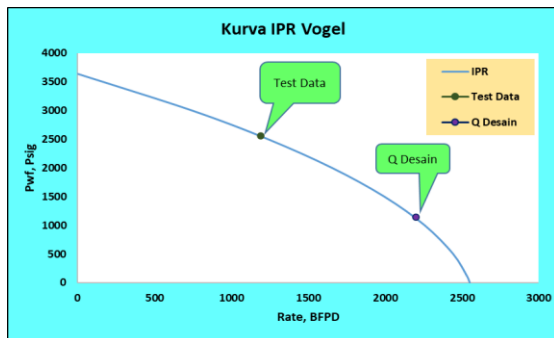 Kurva IPR Vogel
4000
3500
3000
2500
2000
1500
1000
500
0
Pwf, Psig
Test Data
Q Desain
IPR
Test Data
Q Desain
0 500 1000 1500 2000 2500 3000
Rate, BFPD